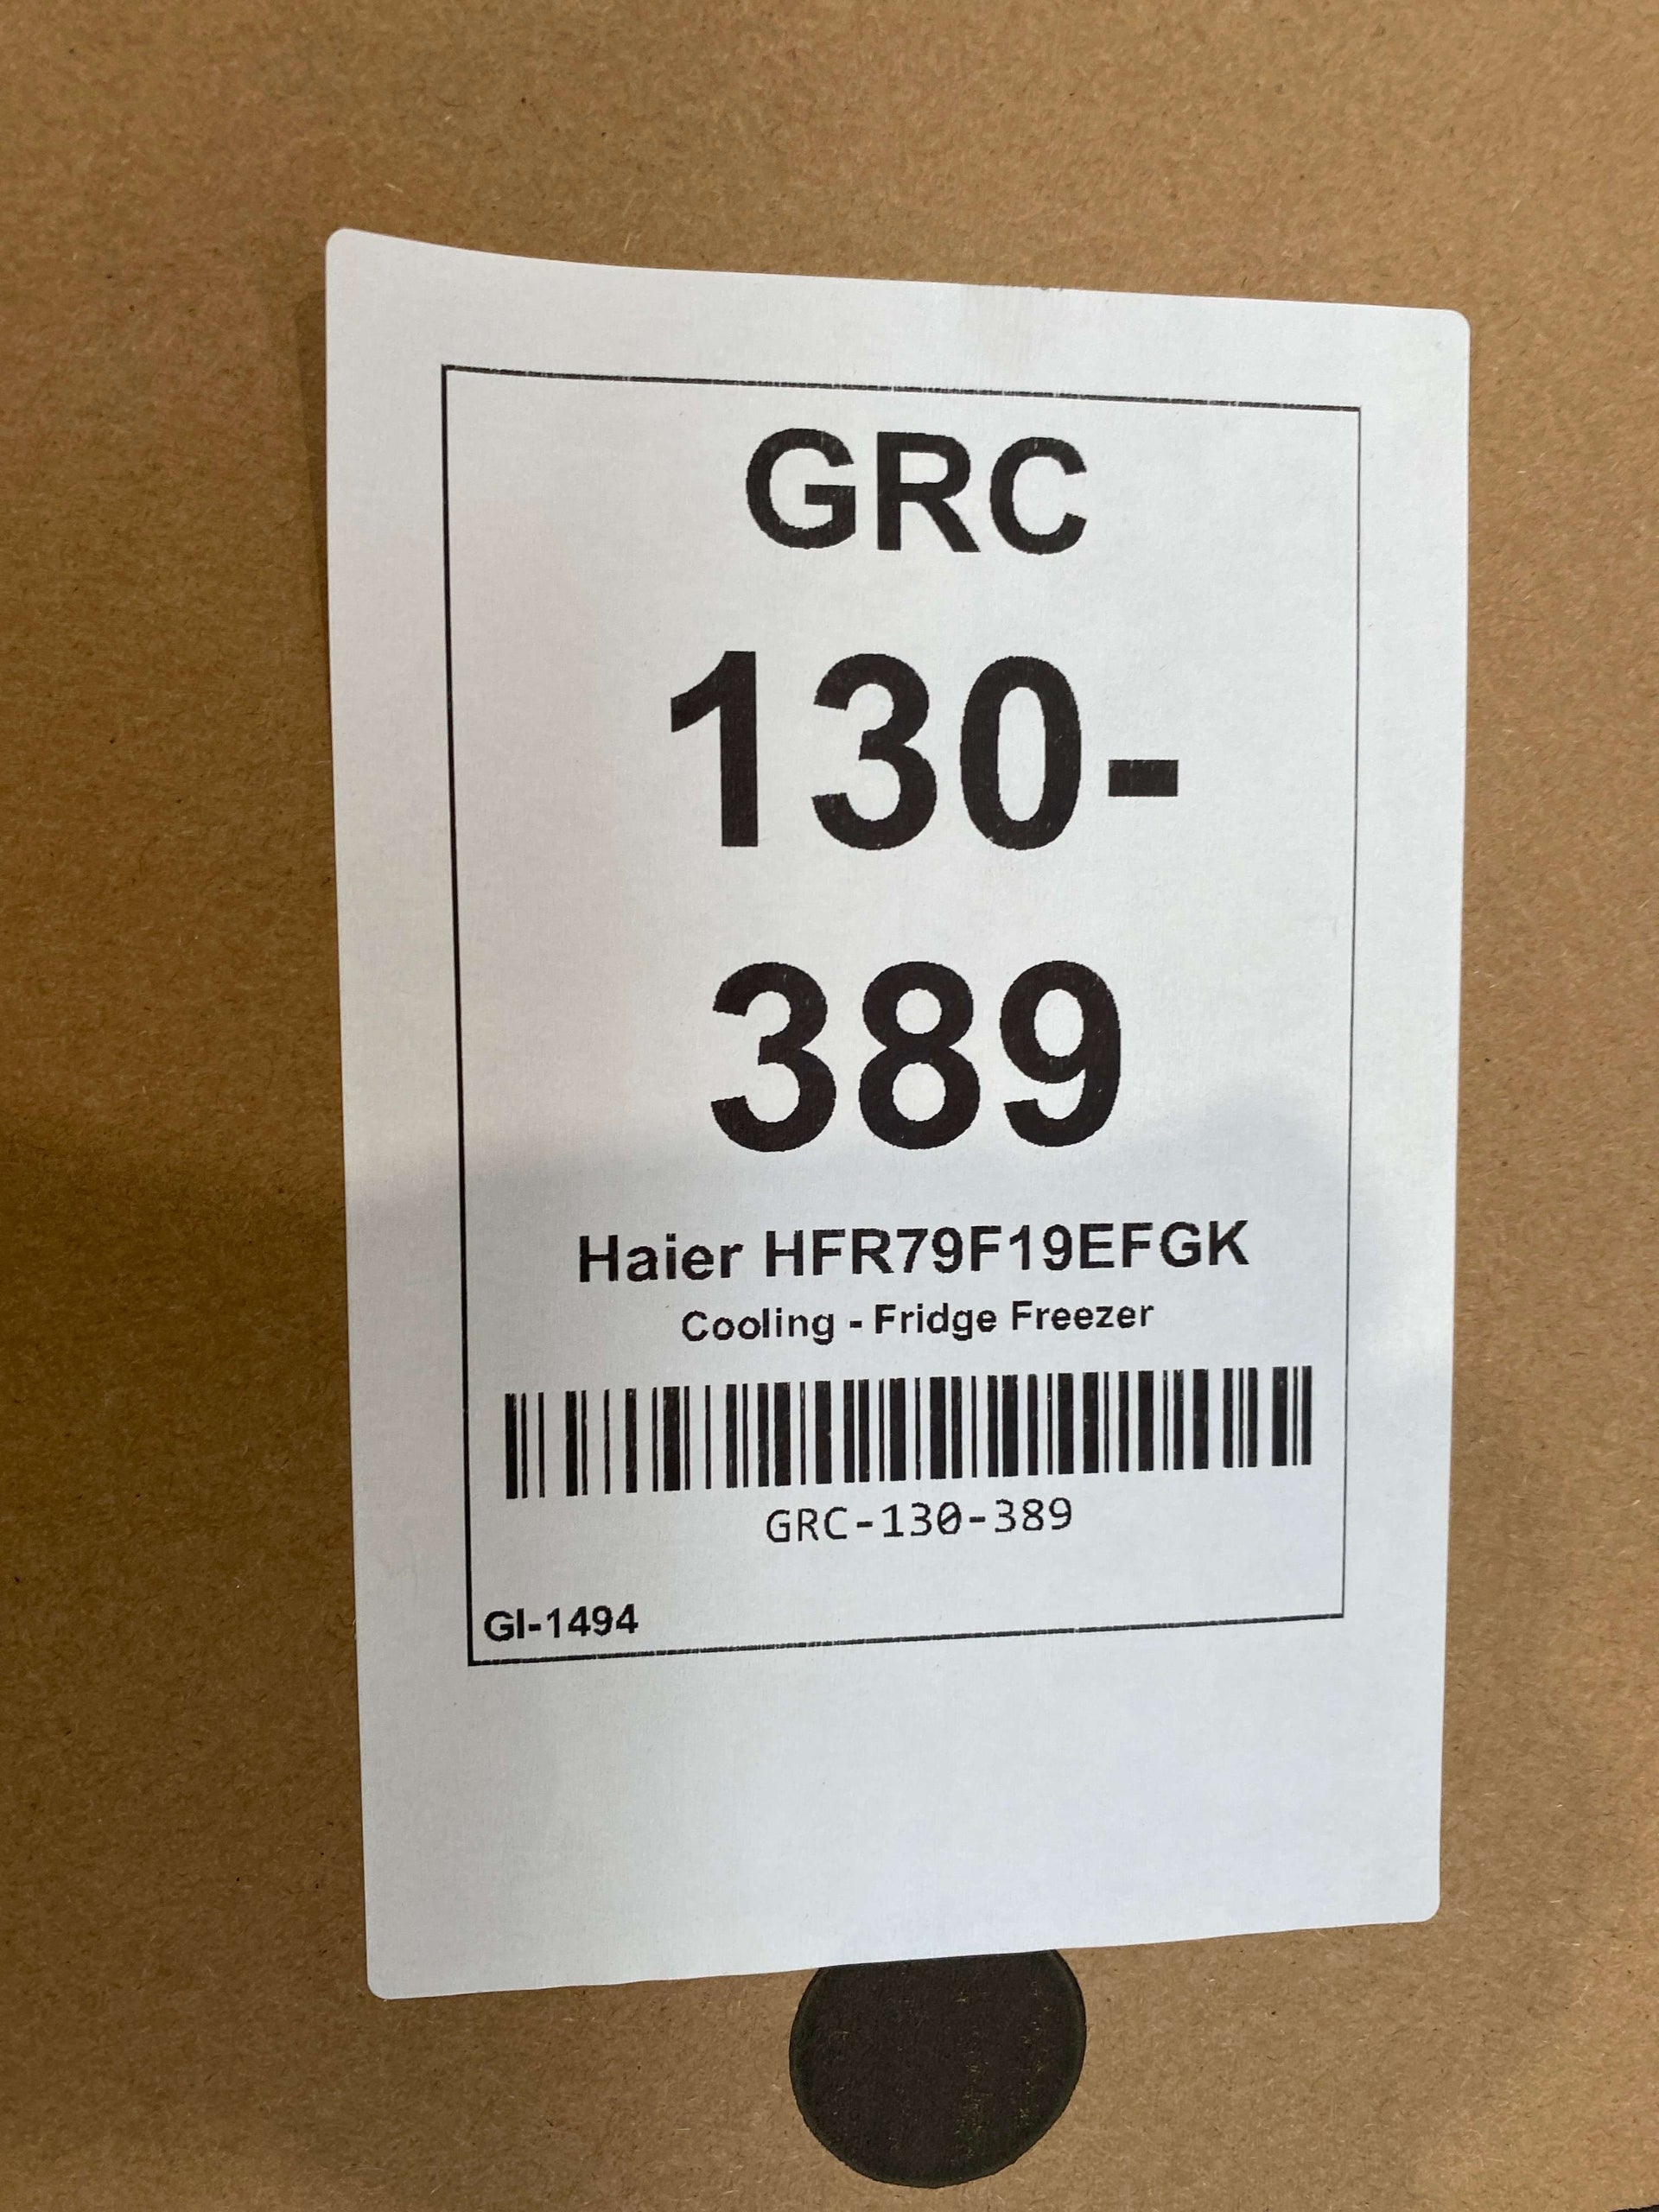 GRC
130-
389
Haier HFR79F19EFGK
Cooling - Fridge Freezer
GRC-130-389
GI-1494